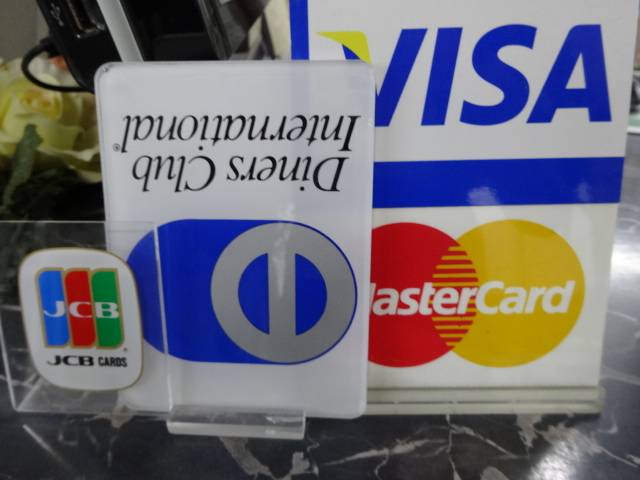 VISA
Diners Club
International®
MasterCard
JCB
JCB CARDS